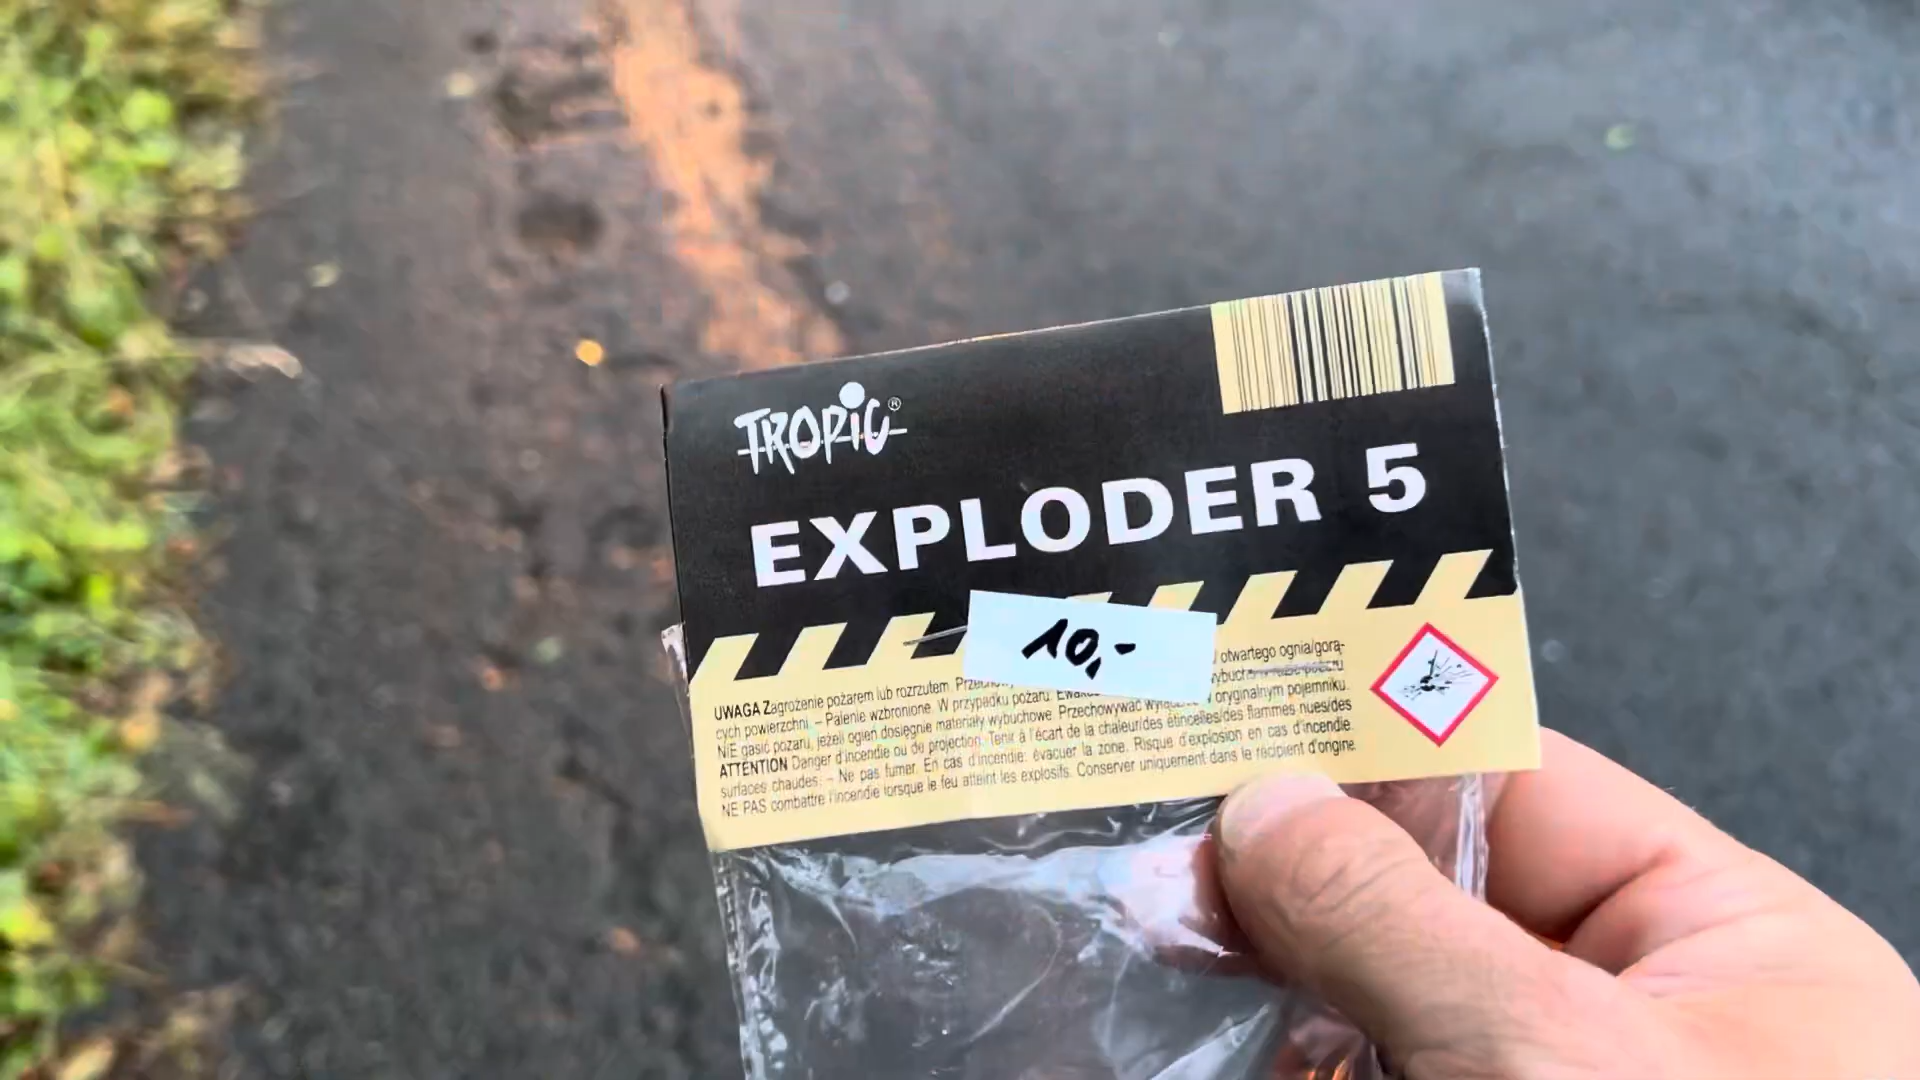 TROPIC®
EXPLODER 5
10,-
UWAGA Zagrożenie pożarem lub rozrzutem. otwartego ognia/gorą-
cych powierzchni. – Palenie wzbronione. W przypadku pożaru:
NIE gasić pożaru, jeżeli ogień dosięgnie materiały wybuchowe. Przechowywać oryginalnym pojemniku.
ATTENTION Danger d'incendie ou de projection. Tenir à l'écart de la chaleur/des étincelles/des flammes nues/des
surfaces chaudes. – Ne pas fumer. En cas d'incendie: évacuer la zone. Risque d'explosion en cas d'incendie.
NE PAS combattre l'incendie lorsque le feu atteint les explosifs. Conserver uniquement dans le récipient d'origine.